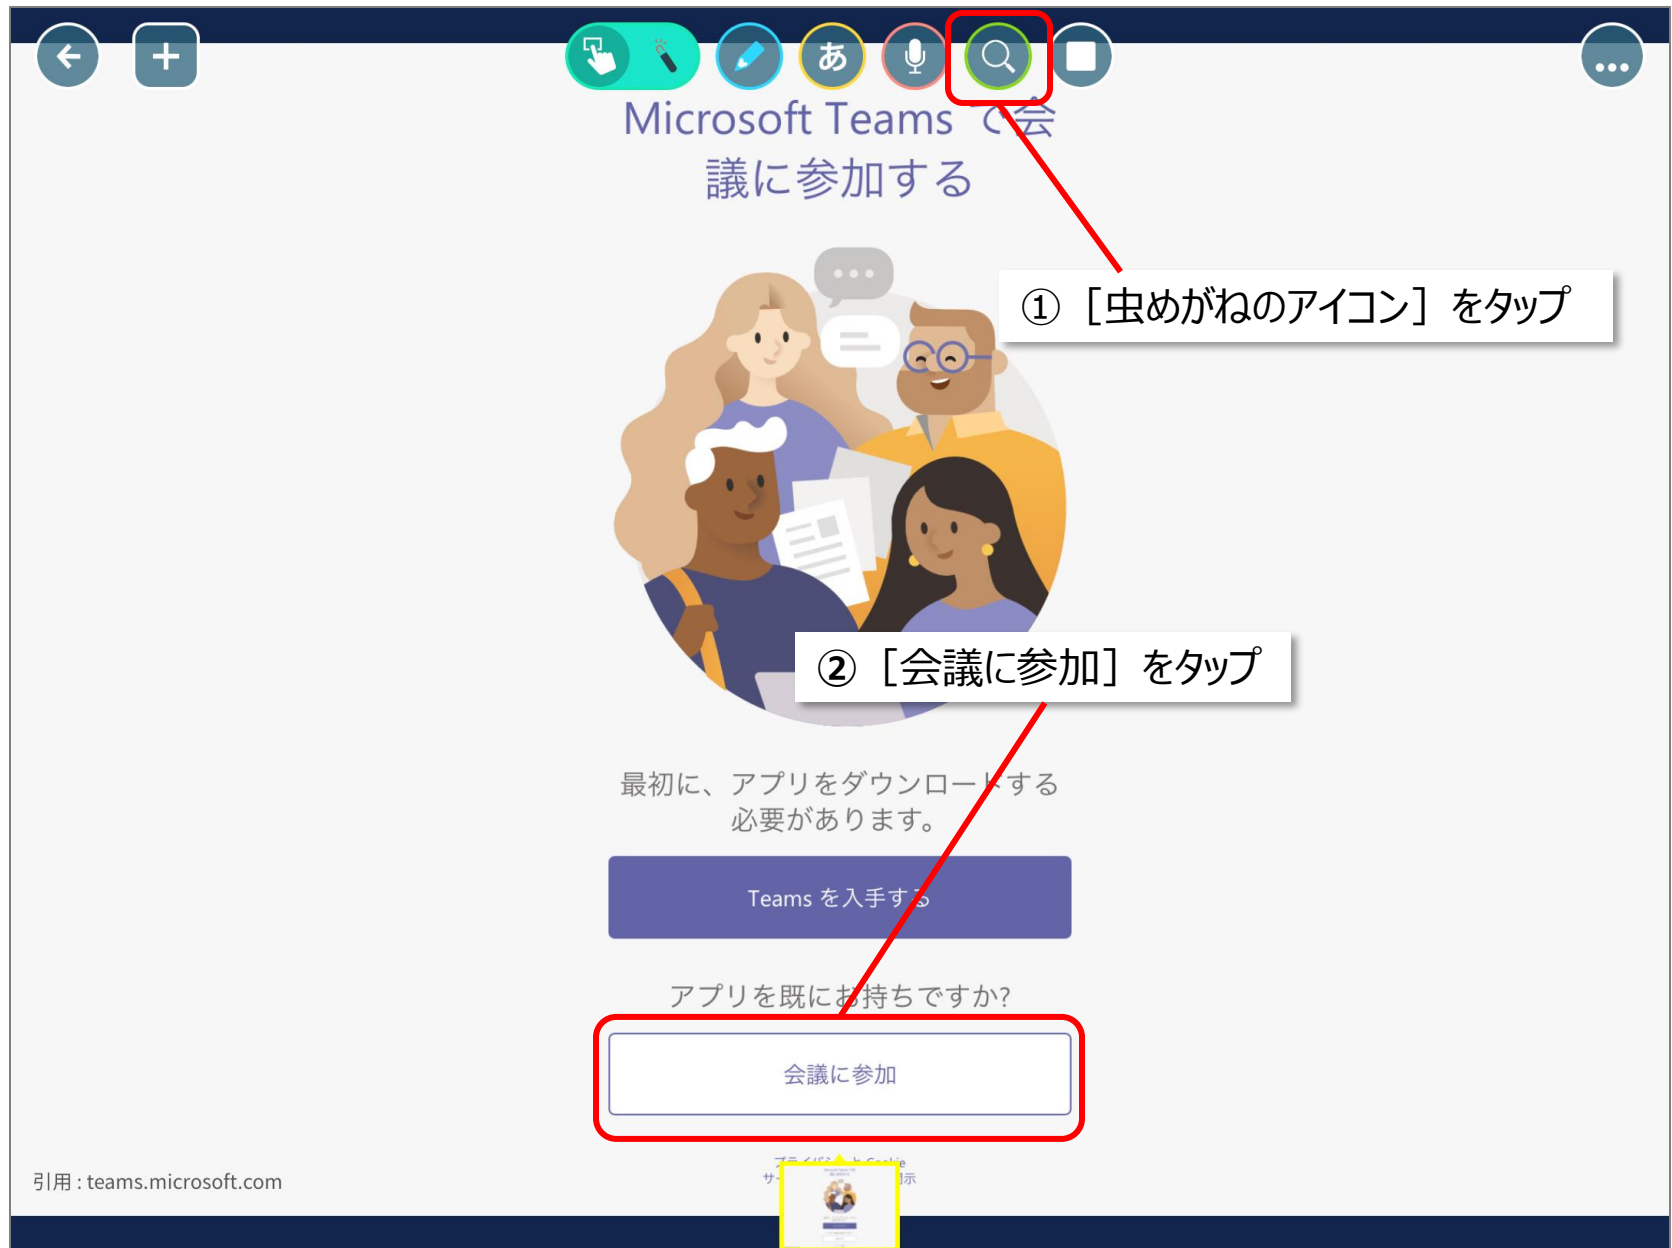 あ
Microsoft Teams で会
議に参加する
① [虫めがねのアイコン] をタップ
② [会議に参加] をタップ
最初に、アプリをダウンロードする
必要があります。
Teams を入手する
アプリを既にお持ちですか?
会議に参加
引用 : teams.microsoft.com